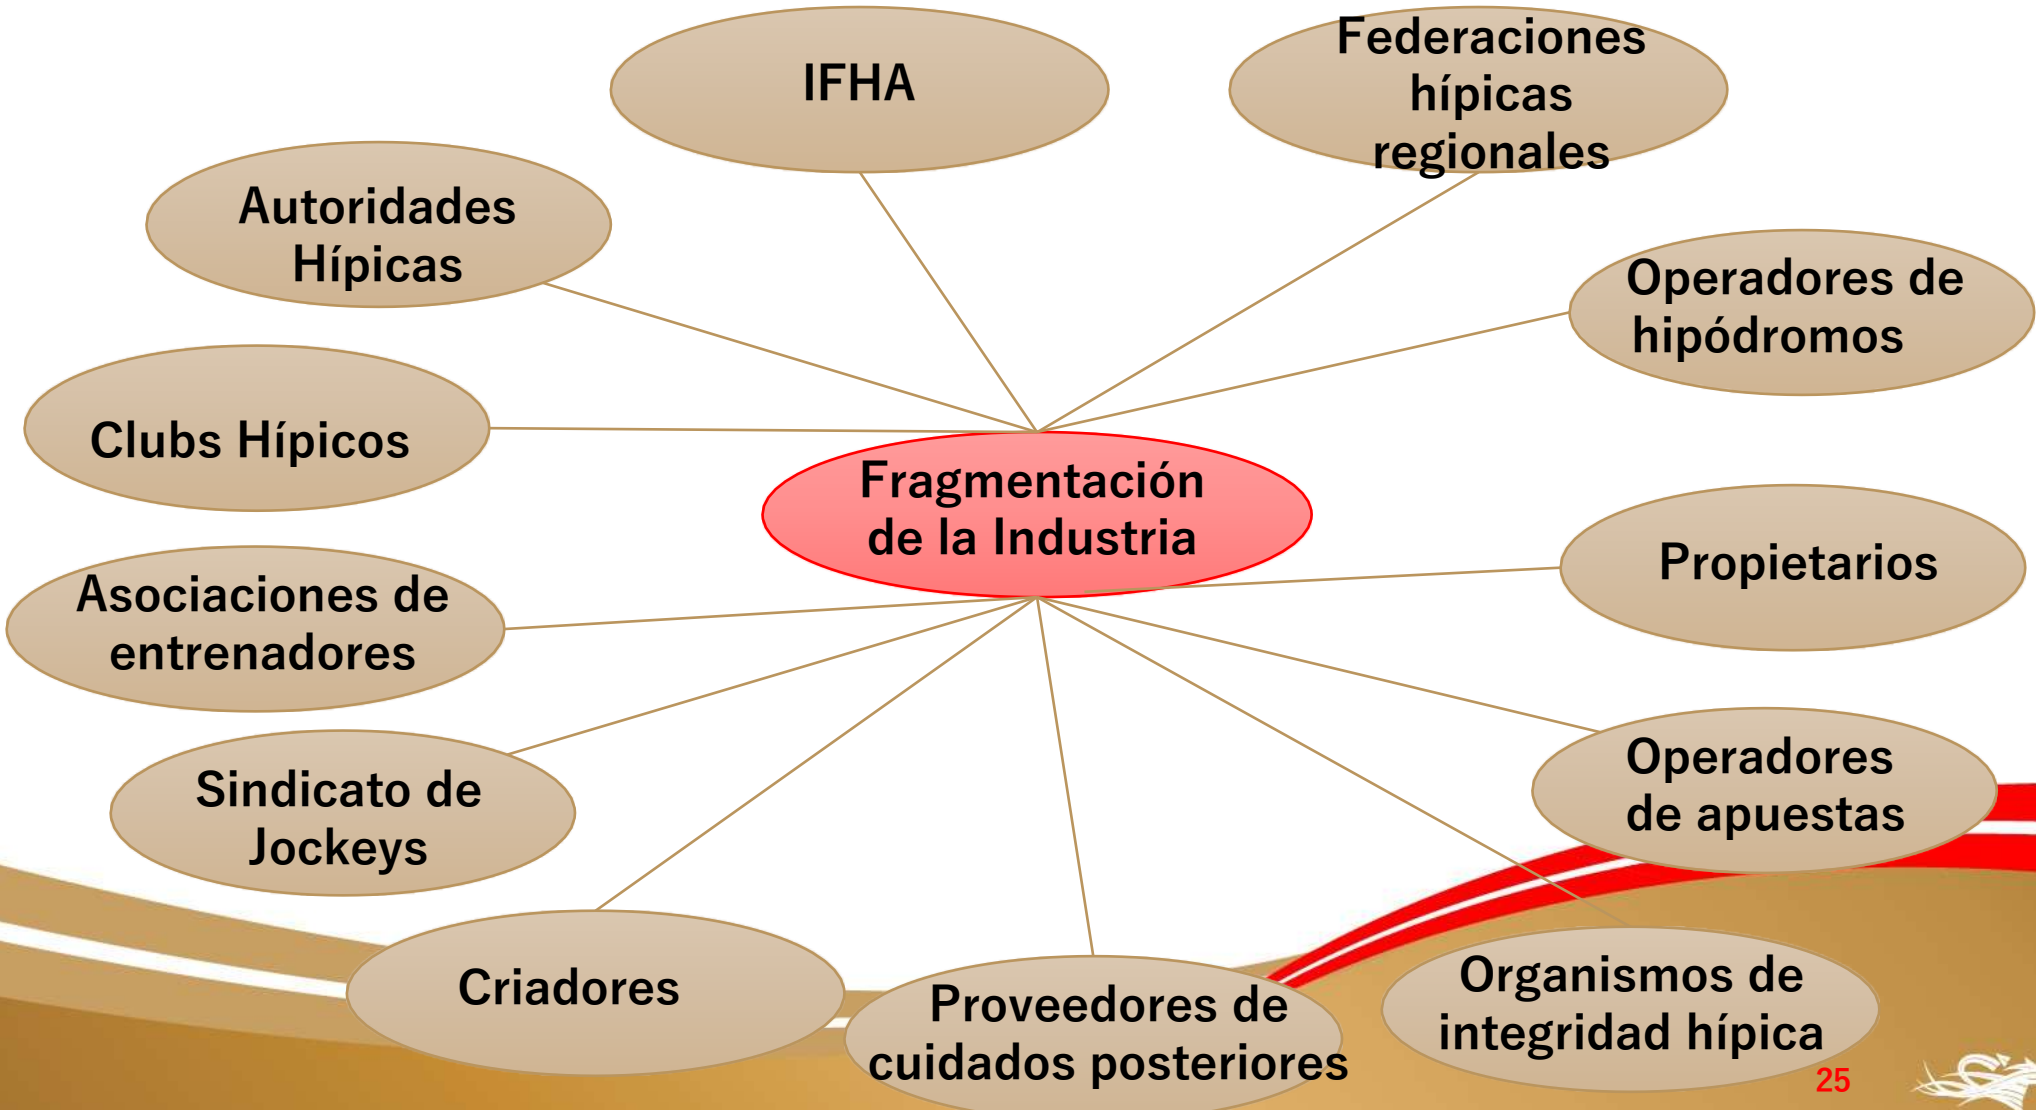 IFHA
Federaciones
hípicas
regionales
Autoridades
Hípicas
Operadores de
hipódromos
Clubs Hípicos
Fragmentación
de la Industria
Propietarios
Asociaciones de
entrenadores
Operadores
de apuestas
Sindicato de
Jockeys
Criadores
Proveedores de
cuidados posteriores
Organismos de
integridad hípica
25